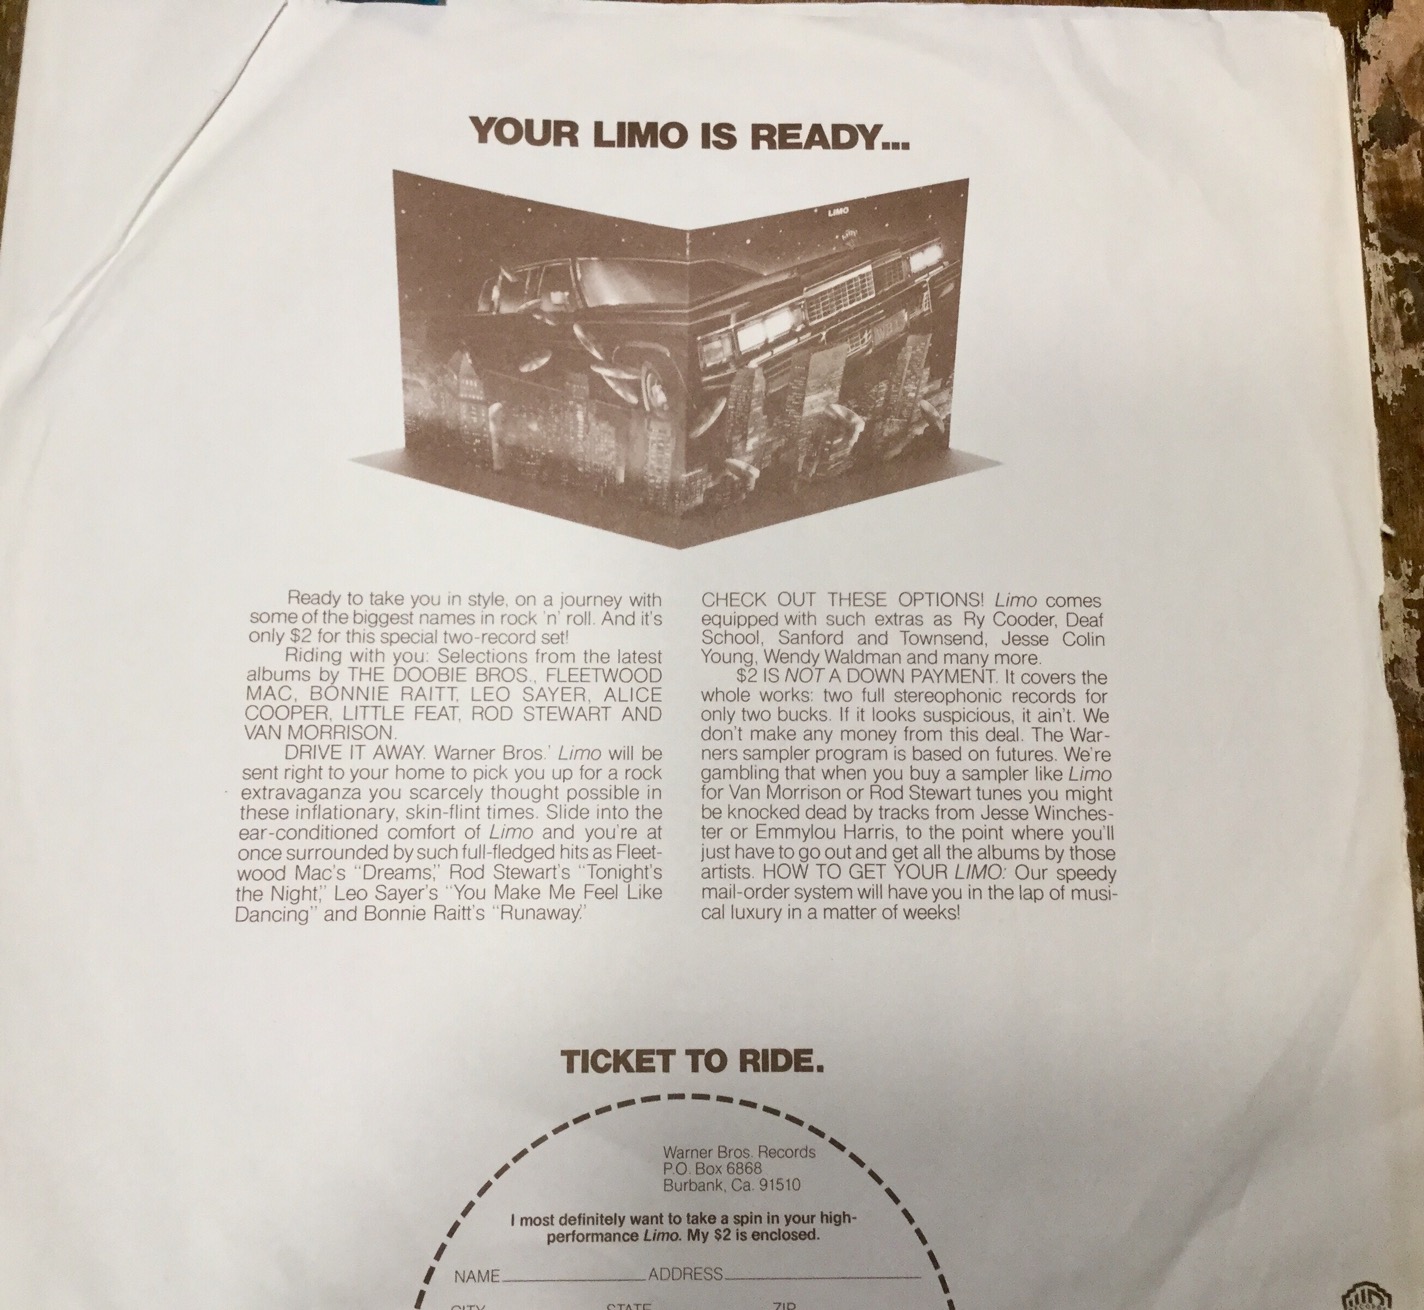 YOUR LIMO IS READY...
LIMO
Ready to take you in style, on a journey with
some of the biggest names in rock 'n' roll. And it's
only $2 for this special two-record set!
Riding with you: Selections from the latest
albums by THE DOOBIE BROS., FLEETWOOD
MAC, BONNIE RAITT, LEO SAYER, ALICE
COOPER, LITTLE FEAT, ROD STEWART AND
VAN MORRISON.
DRIVE IT AWAY. Warner Bros.' Limo will be
sent right to your home to pick you up for a rock
extravaganza you scarcely thought possible in
these inflationary, skin-flint times. Slide into the
ear-conditioned comfort of Limo and you're at
once surrounded by such full-fledged hits as Fleet-
wood Mac's "Dreams," Rod Stewart's "Tonight's
the Night," Leo Sayer's "You Make Me Feel Like
Dancing" and Bonnie Raitt's "Runaway."
CHECK OUT THESE OPTIONS! Limo comes
equipped with such extras as Ry Cooder, Deaf
School, Sanford and Townsend, Jesse Colin
Young, Wendy Waldman and many more.
$2 IS NOT A DOWN PAYMENT. It covers the
whole works: two full stereophonic records for
only two bucks. If it looks suspicious, it ain't. We
don't make any money from this deal. The War-
ners sampler program is based on futures. We're
gambling that when you buy a sampler like Limo
for Van Morrison or Rod Stewart tunes you might
be knocked dead by tracks from Jesse Winches-
ter or Emmylou Harris, to the point where you'll
just have to go out and get all the albums by those
artists. HOW TO GET YOUR LIMO: Our speedy
mail-order system will have you in the lap of musi-
cal luxury in a matter of weeks!
TICKET TO RIDE.
Warner Bros. Records
P.O. Box 6868
Burbank, Ca. 91510
I most definitely want to take a spin in your high-
performance Limo. My $2 is enclosed.
NAME ADDRESS
CITY STATE ZIP